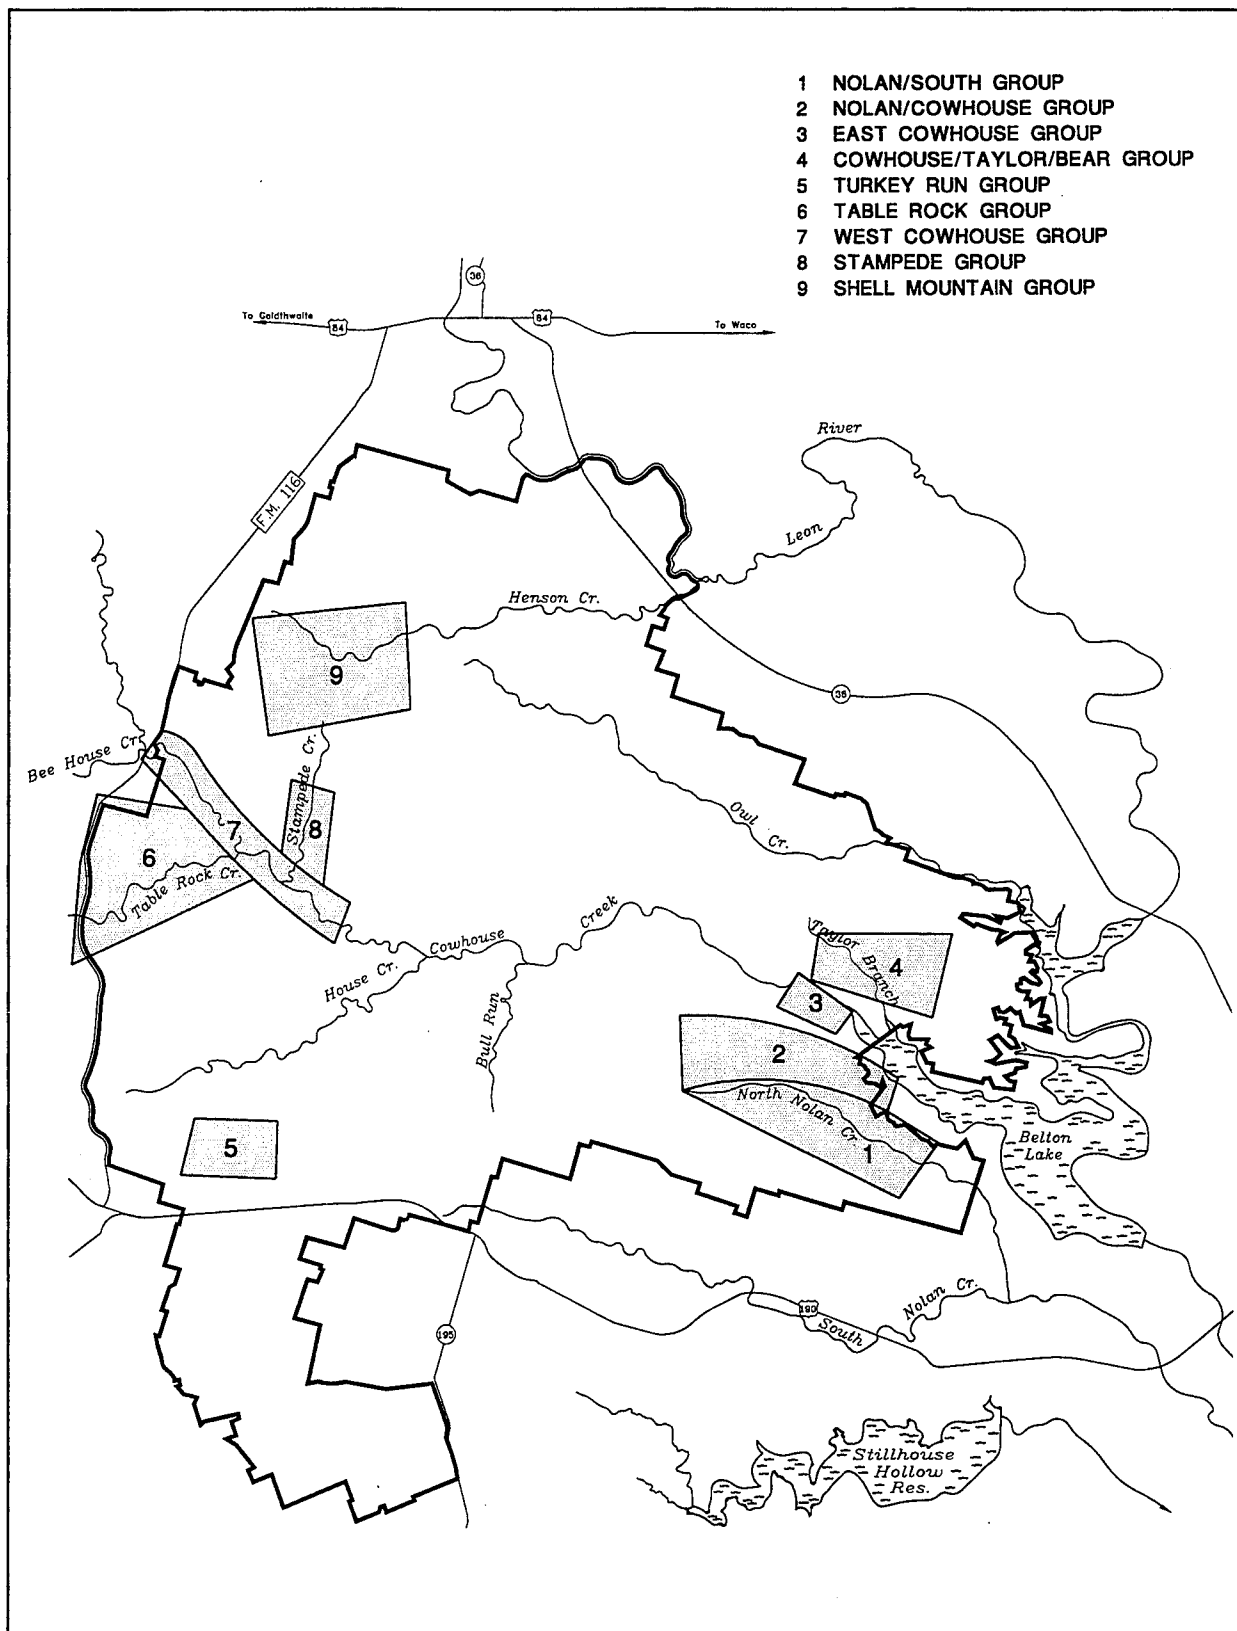 1 NOLAN/SOUTH GROUP
2 NOLAN/COWHOUSE GROUP
3 EAST COWHOUSE GROUP
4 COWHOUSE/TAYLOR/BEAR GROUP
5 TURKEY RUN GROUP
6 TABLE ROCK GROUP
7 WEST COWHOUSE GROUP
8 STAMPEDE GROUP
9 SHELL MOUNTAIN GROUP
36
To Goldthwaite
84
84
To Waco
River
F.M. 116
Leon
Henson Cr.
9
36
Bee House Cr.
Stampede Cr.
Owl Cr.
7
8
6
Table Rock Cr.
Cowhouse
Creek
House Cr.
Bull Run
Taylor
Branch
4
3
2
North Nolan Cr.
1
Belton
Lake
5
190
South
Nolan Cr.
195
Stillhouse
Hollow
Res.